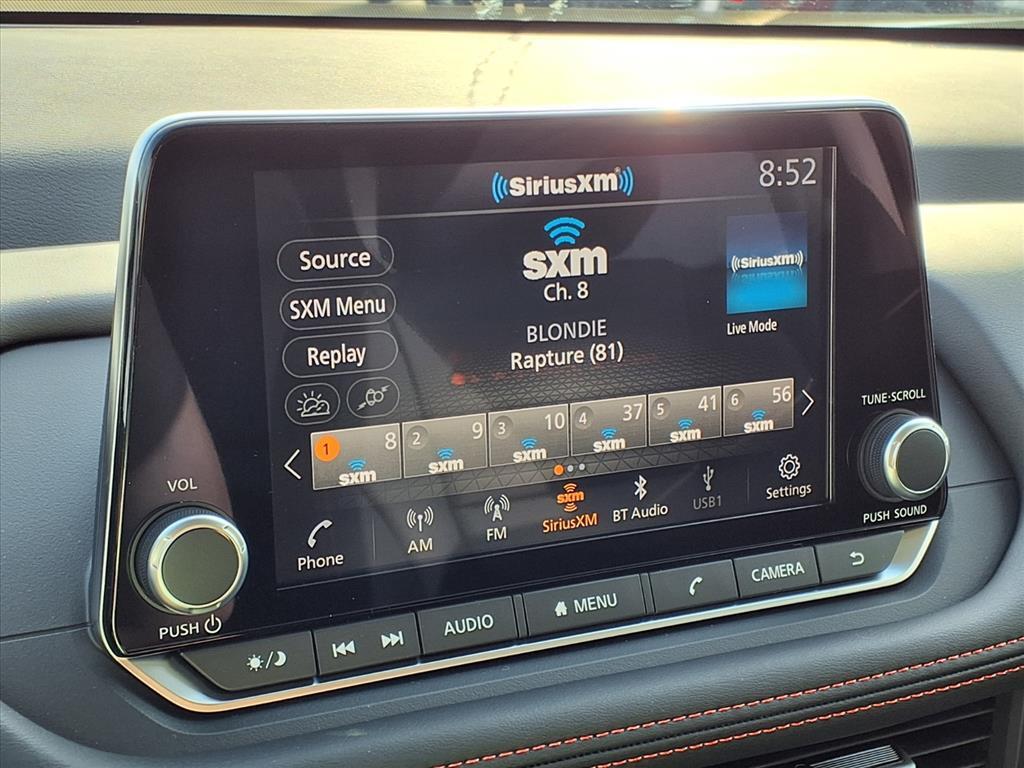 SiriusXM
8:52
Source
SXM Menu
Replay
sxm
Ch. 8
BLONDIE
Rapture (81)
SiriusXM
Live Mode
1 8 sxm
2 9 sxm
3 10 sxm
4 37 sxm
5 41 sxm
6 56 sxm
Phone
AM
FM
sxm
SiriusXM
BT Audio
USB1
Settings
VOL
PUSH
TUNE·SCROLL
PUSH SOUND
AUDIO
MENU
CAMERA